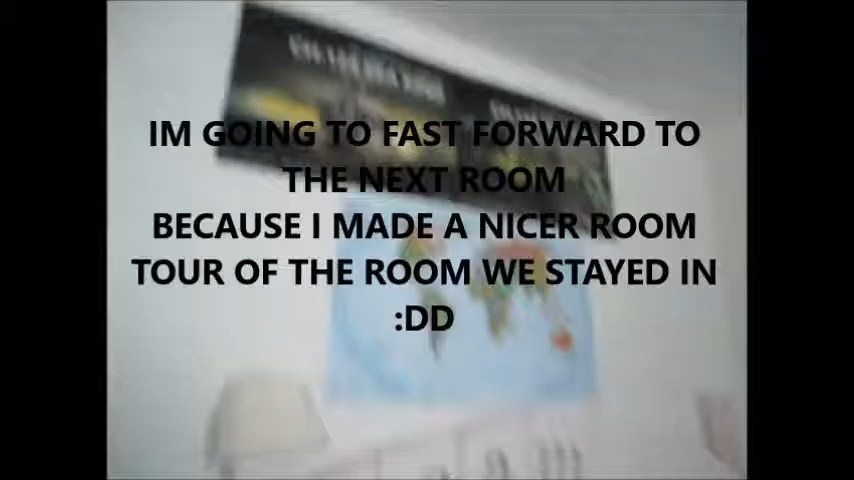 IM GOING TO FAST FORWARD TO
THE NEXT ROOM
BECAUSE I MADE A NICER ROOM
TOUR OF THE ROOM WE STAYED IN
:DD